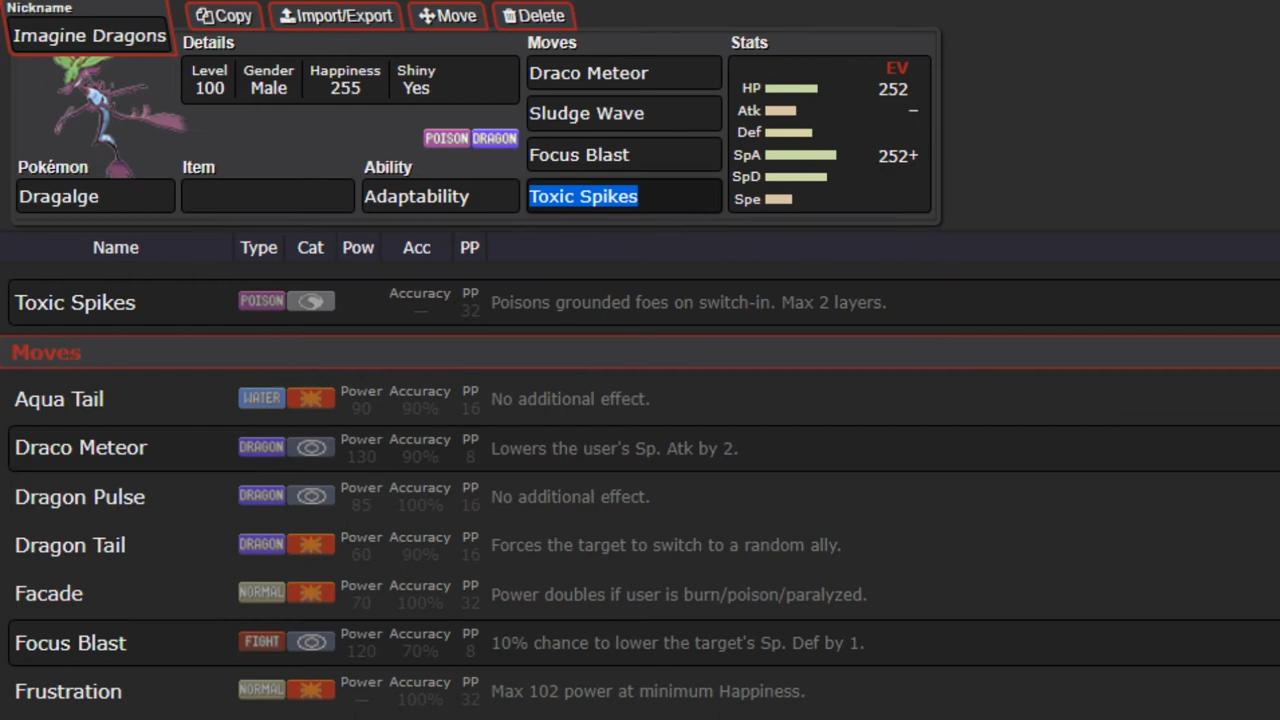 Nickname
Imagine Dragons
Copy Import/Export Move Delete
Details
Level Gender Happiness Shiny
100 Male 255 Yes
POISON DRAGON
Pokémon Item Ability
Dragalge Adaptability
Moves
Draco Meteor
Sludge Wave
Focus Blast
Toxic Spikes
Stats
EV
HP 252
Atk –
Def
SpA 252+
SpD
Spe
Name Type Cat Pow Acc PP
Toxic Spikes POISON Accuracy — PP 32 Poisons grounded foes on switch-in. Max 2 layers.
Moves
Aqua Tail WATER Power 90 Accuracy 90% PP 16 No additional effect.
Draco Meteor DRAGON Power 130 Accuracy 90% PP 8 Lowers the user's Sp. Atk by 2.
Dragon Pulse DRAGON Power 85 Accuracy 100% PP 16 No additional effect.
Dragon Tail DRAGON Power 60 Accuracy 90% PP 16 Forces the target to switch to a random ally.
Facade NORMAL Power 70 Accuracy 100% PP 32 Power doubles if user is burn/poison/paralyzed.
Focus Blast FIGHT Power 120 Accuracy 70% PP 8 10% chance to lower the target's Sp. Def by 1.
Frustration NORMAL Power — Accuracy 100% PP 32 Max 102 power at minimum Happiness.